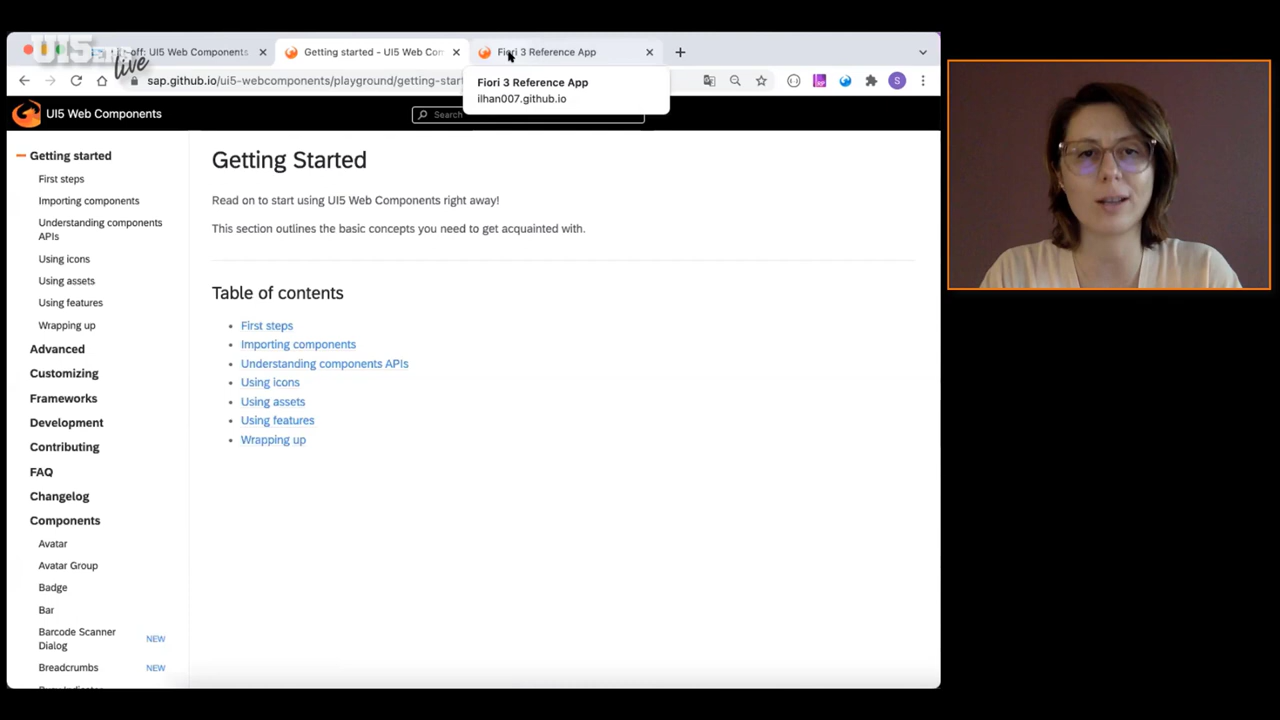 UI5ers
live
off: UI5 Web Components
Getting started - UI5 Web Con
Fiori 3 Reference App
sap.github.io/ui5-webcomponents/playground/getting-star
S
Fiori 3 Reference App
ilhan007.github.io
UI5 Web Components
Search
Getting started
First steps
Importing components
Understanding components
APIs
Using icons
Using assets
Using features
Wrapping up
Advanced
Customizing
Frameworks
Development
Contributing
FAQ
Changelog
Components
Avatar
Avatar Group
Badge
Bar
Barcode Scanner
Dialog
NEW
Breadcrumbs
NEW
Getting Started
Read on to start using UI5 Web Components right away!
This section outlines the basic concepts you need to get acquainted with.
Table of contents
First steps
Importing components
Understanding components APIs
Using icons
Using assets
Using features
Wrapping up